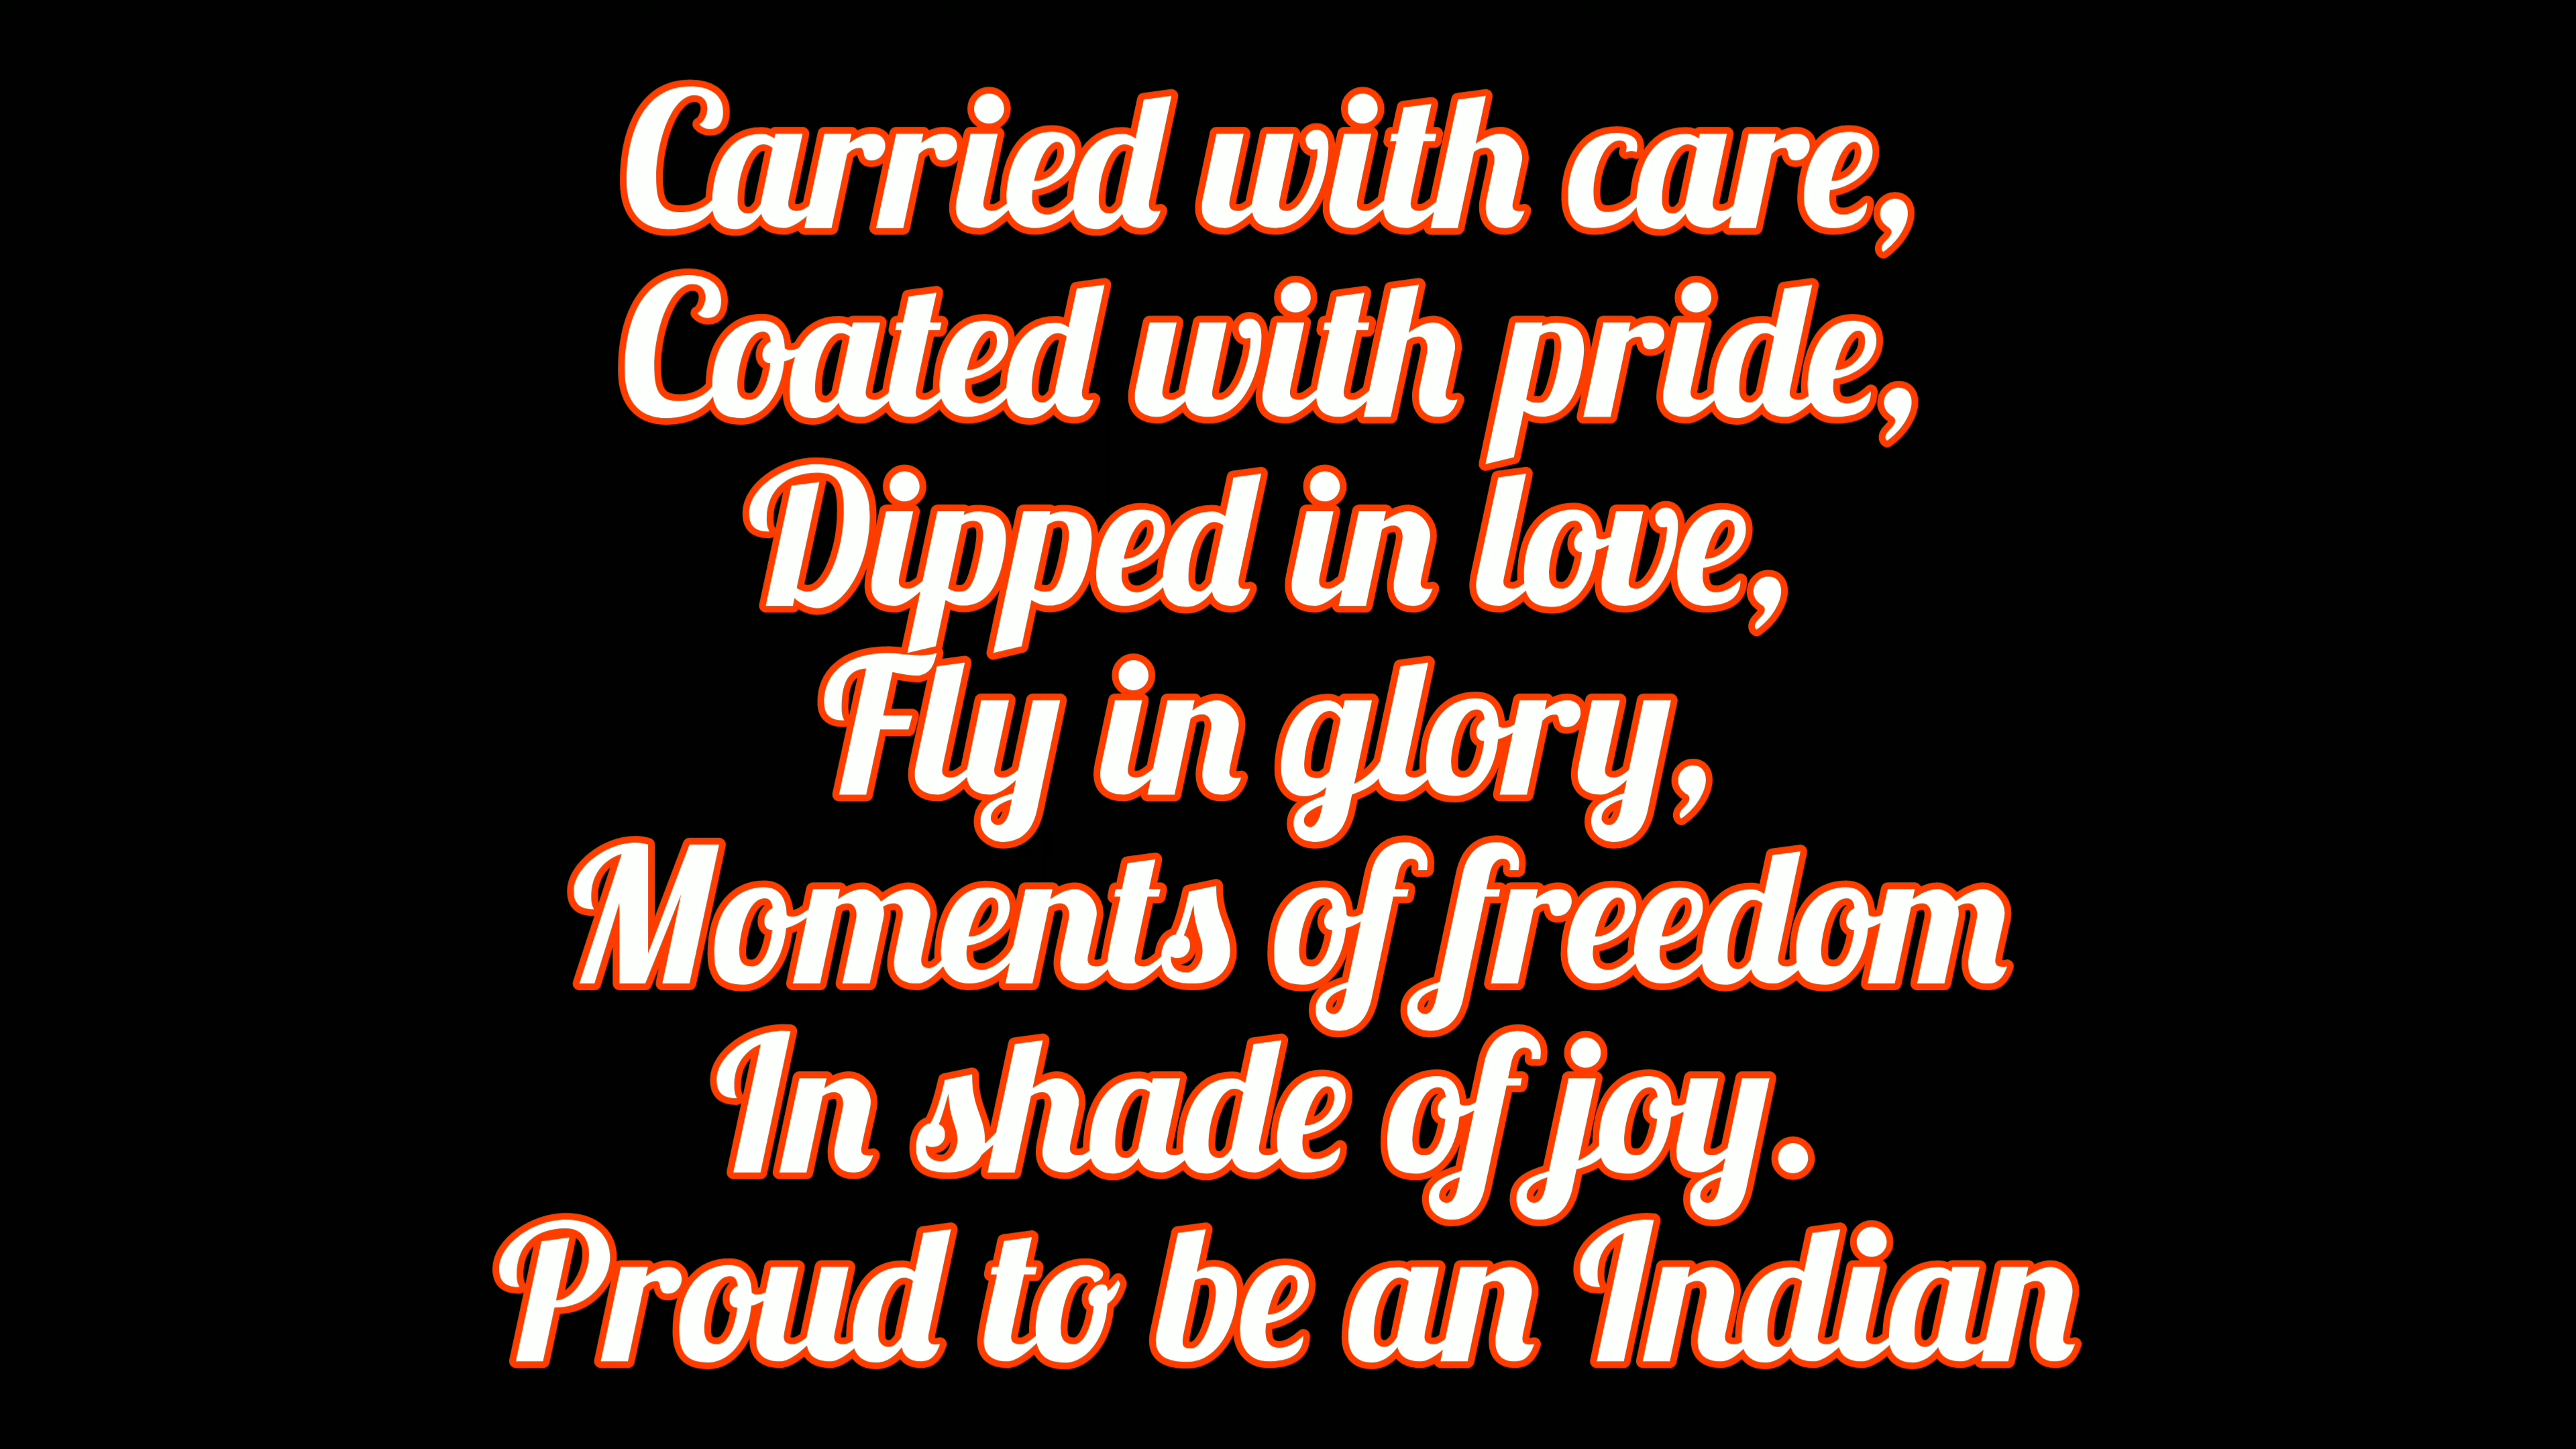 Carried with care,
Coated with pride,
Dipped in love,
Fly in glory,
Moments of freedom
In shade of joy.
Proud to be an Indian